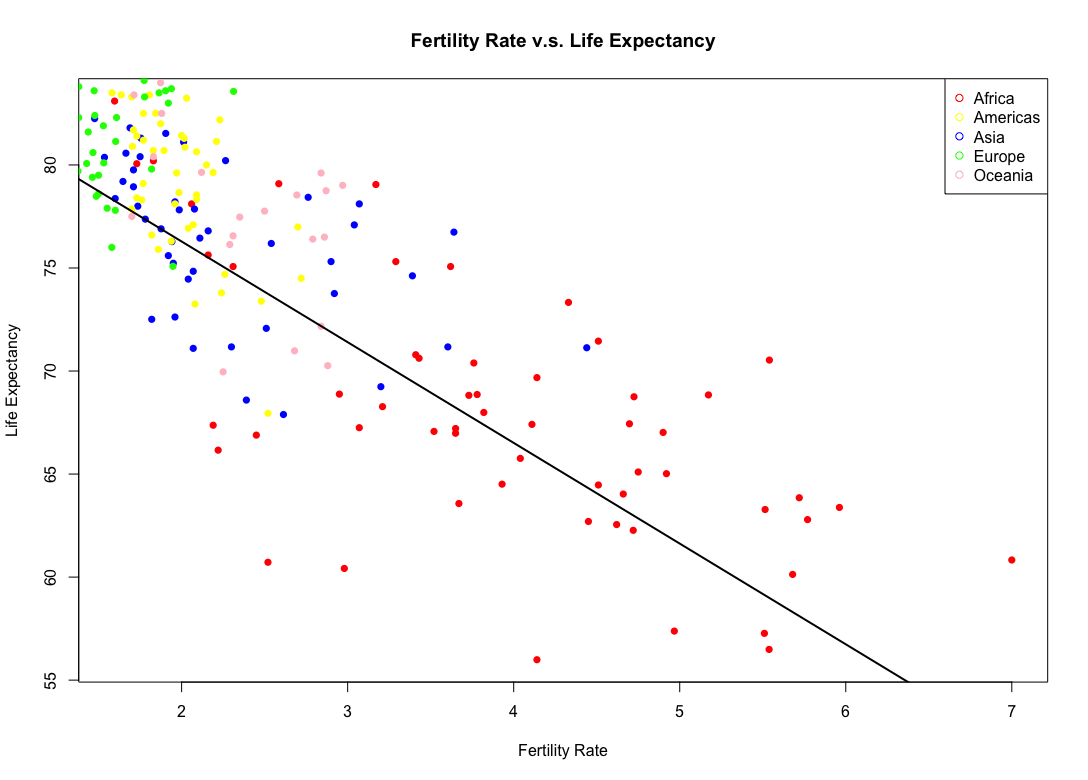 Fertility Rate v.s. Life Expectancy
Africa
Americas
Asia
Europe
Oceania
Life Expectancy
80
75
70
65
60
55
2 3 4 5 6 7
Fertility Rate